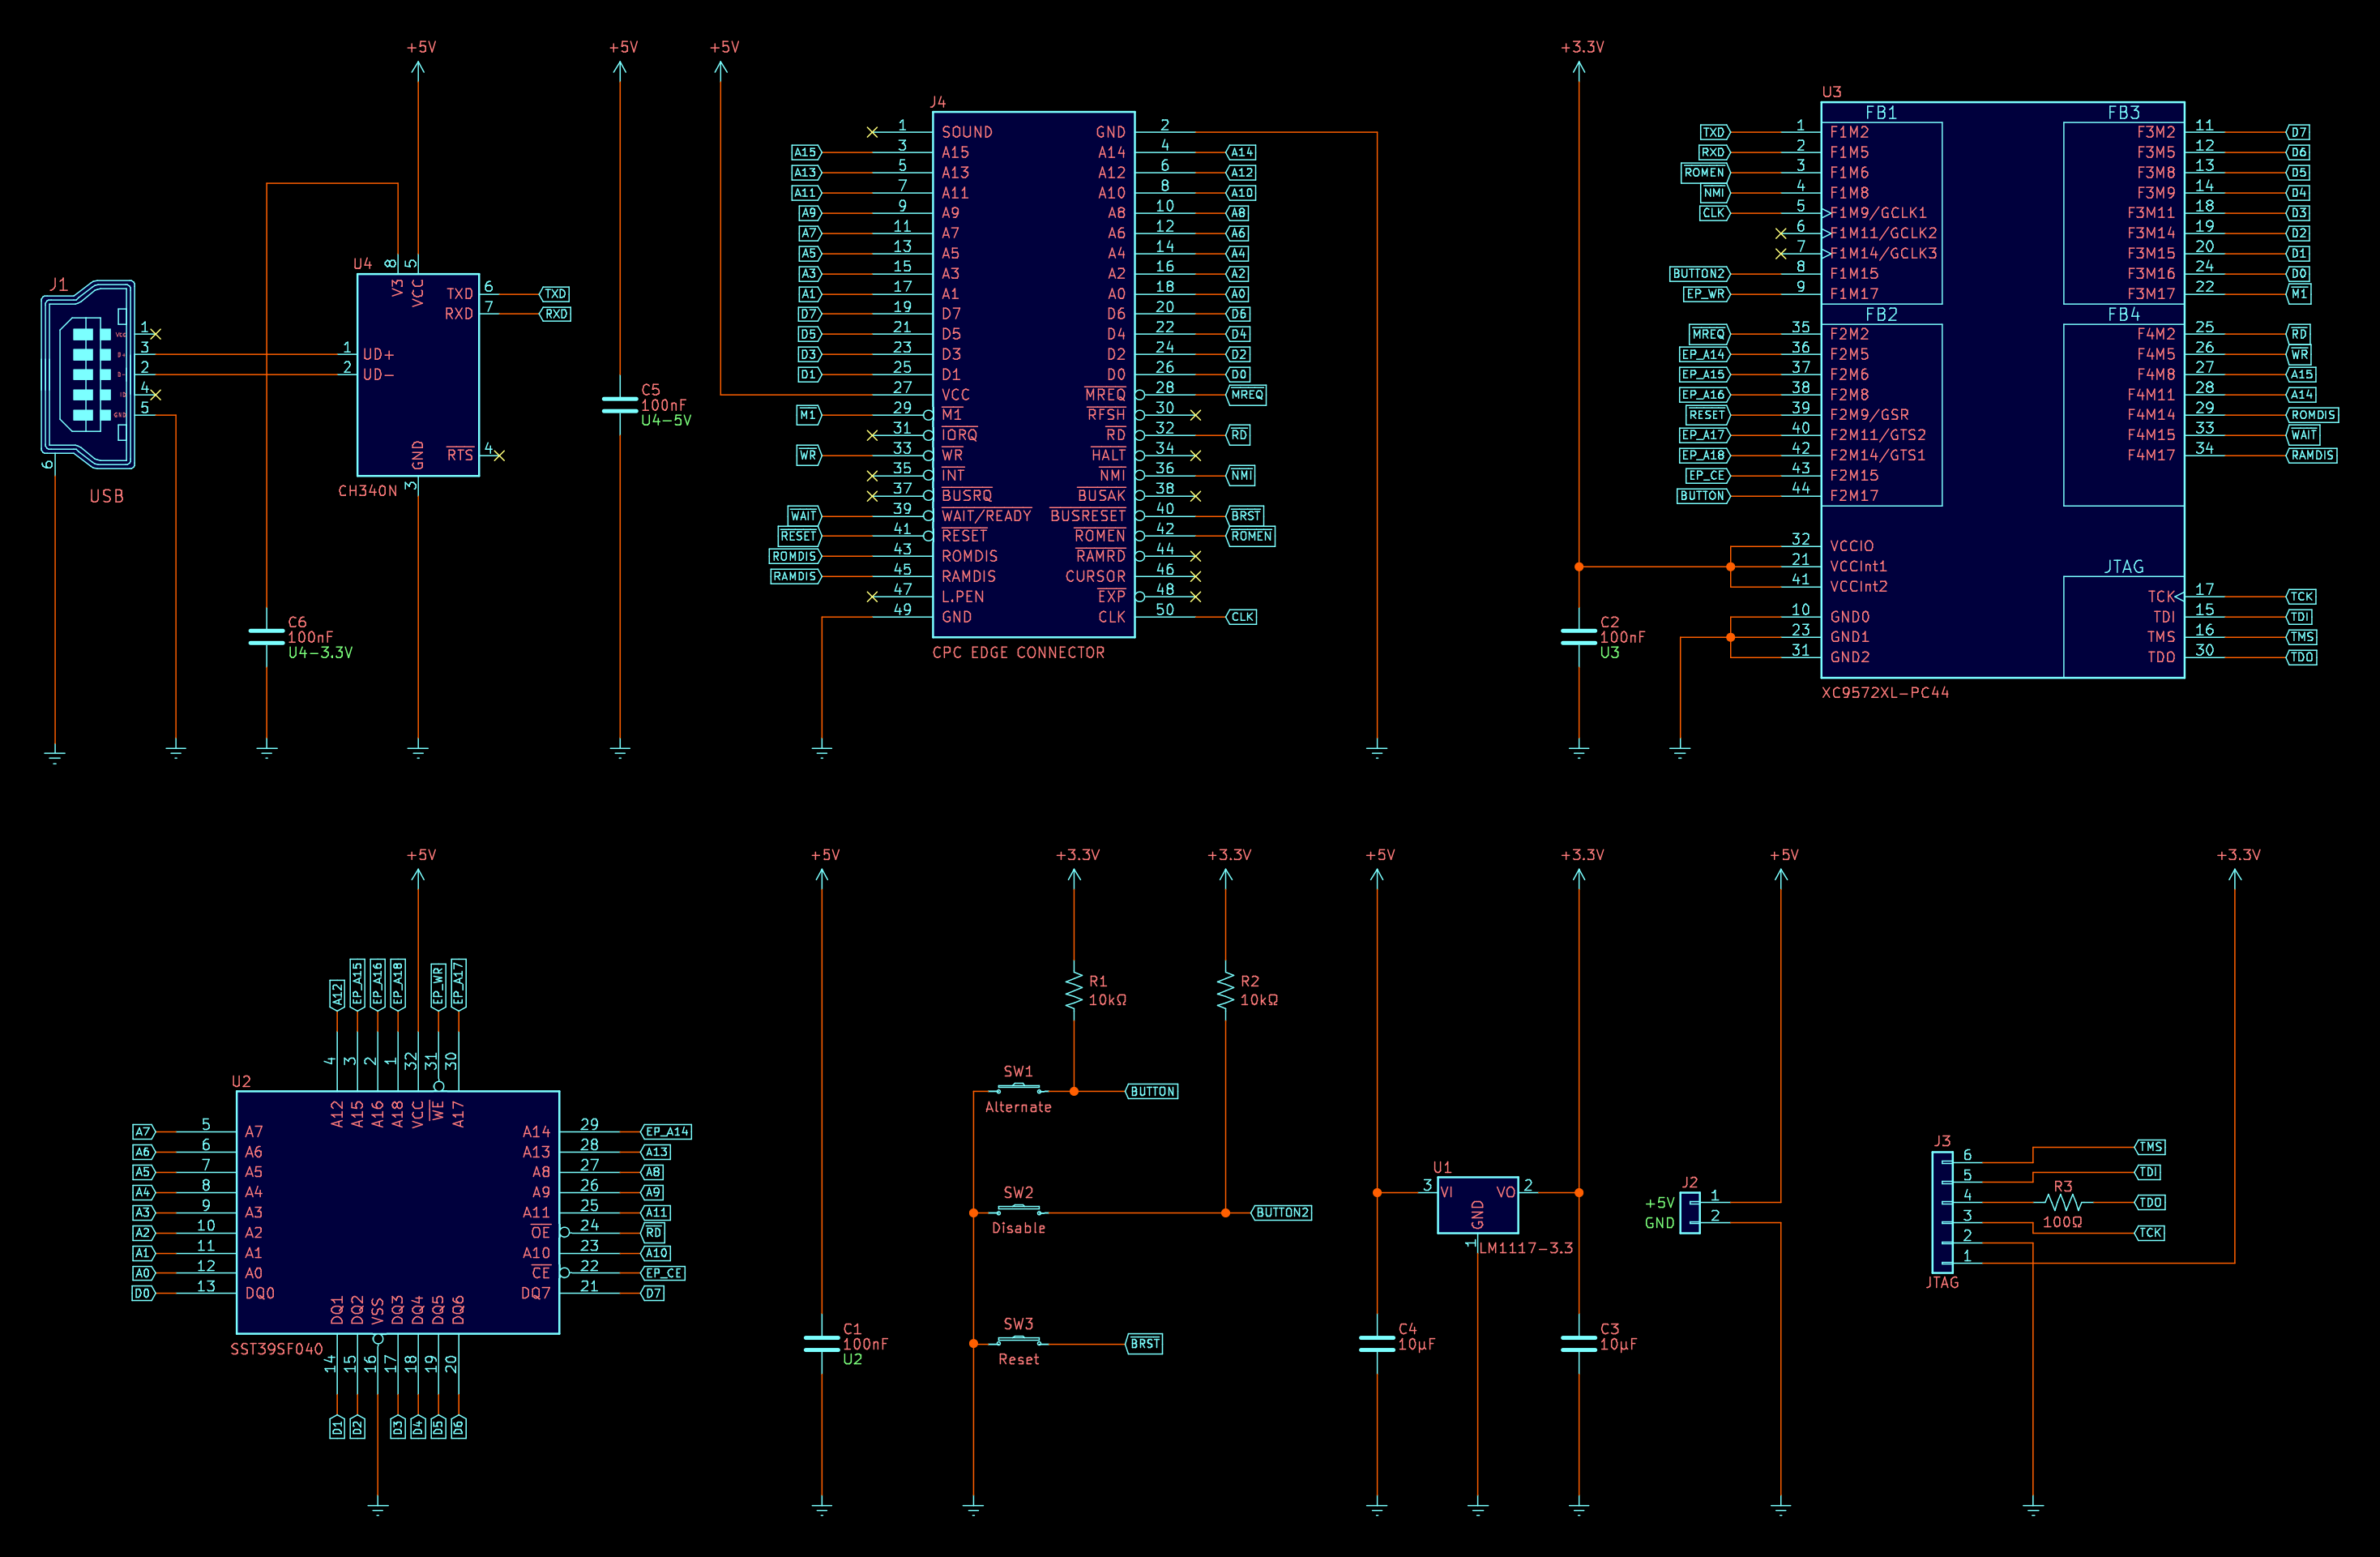 +5V
+5V
+5V
+3.3V
J1
1
VCC
3
D+
2
D-
4
ID
5
GND
6
USB
U4
8
5
V3
VCC
TXD
6
TXD
RXD
7
RXD
1
UD+
2
UD-
GND
RTS
4
3
CH340N
C6
100nF
U4-3.3V
C5
100nF
U4-5V
J4
1 SOUND GND 2
A15 3 A15 A14 4 A14
A13 5 A13 A12 6 A12
A11 7 A11 A10 8 A10
A9 9 A9 A8 10 A8
A7 11 A7 A6 12 A6
A5 13 A5 A4 14 A4
A3 15 A3 A2 16 A2
A1 17 A1 A0 18 A0
D7 19 D7 D6 20 D6
D5 21 D5 D4 22 D4
D3 23 D3 D2 24 D2
D1 25 D1 D0 26 D0
27 VCC MREQ 28 MREQ
M1 29 M1 RFSH 30
31 IORQ RD 32 RD
WR 33 WR HALT 34
35 INT NMI 36 NMI
37 BUSRQ BUSAK 38
WAIT 39 WAIT/READY BUSRESET 40 BRST
RESET 41 RESET ROMEN 42 ROMEN
ROMDIS 43 ROMDIS RAMRD 44
RAMDIS 45 RAMDIS CURSOR 46
47 L.PEN EXP 48
49 GND CLK 50 CLK
CPC EDGE CONNECTOR
C2
100nF
U3
U3
FB1 FB3
TXD 1 F1M2 F3M2 11 D7
RXD 2 F1M5 F3M5 12 D6
ROMEN 3 F1M6 F3M8 13 D5
NMI 4 F1M8 F3M9 14 D4
CLK 5 F1M9/GCLK1 F3M11 18 D3
6 F1M11/GCLK2 F3M14 19 D2
7 F1M14/GCLK3 F3M15 20 D1
BUTTON2 8 F1M15 F3M16 24 D0
EP_WR 9 F1M17 F3M17 22 M1
FB2 FB4
MREQ 35 F2M2 F4M2 25 RD
EP_A14 36 F2M5 F4M5 26 WR
EP_A15 37 F2M6 F4M8 27 A15
EP_A16 38 F2M8 F4M11 28 A14
RESET 39 F2M9/GSR F4M14 29 ROMDIS
EP_A17 40 F2M11/GTS2 F4M15 33 WAIT
EP_A18 42 F2M14/GTS1 F4M17 34 RAMDIS
EP_CE 43 F2M15
BUTTON 44 F2M17
32 VCCIO
21 VCCInt1 JTAG
41 VCCInt2
TCK 17 TCK
10 GND0 TDI 15 TDI
23 GND1 TMS 16 TMS
31 GND2 TDO 30 TDO
XC9572XL-PC44
+5V
+5V
+3.3V
+3.3V
+5V
+3.3V
+5V
+3.3V
A12 EP_A15 EP_A16 EP_A18 EP_WR EP_A17
4 3 2 1 32 31 30
U2
A12 A15 A16 A18 VCC WE A17
A7 5 A7 A14 29 EP_A14
A6 6 A6 A13 28 A13
A5 7 A5 A8 27 A8
A4 8 A4 A9 26 A9
A3 9 A3 A11 25 A11
A2 10 A2 OE 24 RD
A1 11 A1 A10 23 A10
A0 12 A0 CE 22 EP_CE
D0 13 DQ0 DQ7 21 D7
DQ1 DQ2 VSS DQ3 DQ4 DQ5 DQ6
SST39SF040
14 15 16 17 18 19 20
D1 D2 D3 D4 D5 D6
C1
100nF
U2
R1
10kΩ
R2
10kΩ
SW1
BUTTON
Alternate
SW2
BUTTON2
Disable
SW3
BRST
Reset
U1
3 VI VO 2
GND
1
LM1117-3.3
C4
10µF
C3
10µF
J2
+5V 1
GND 2
J3
6 TMS
5 TDI
4 R3 TDO
100Ω
3 TCK
2
1
JTAG